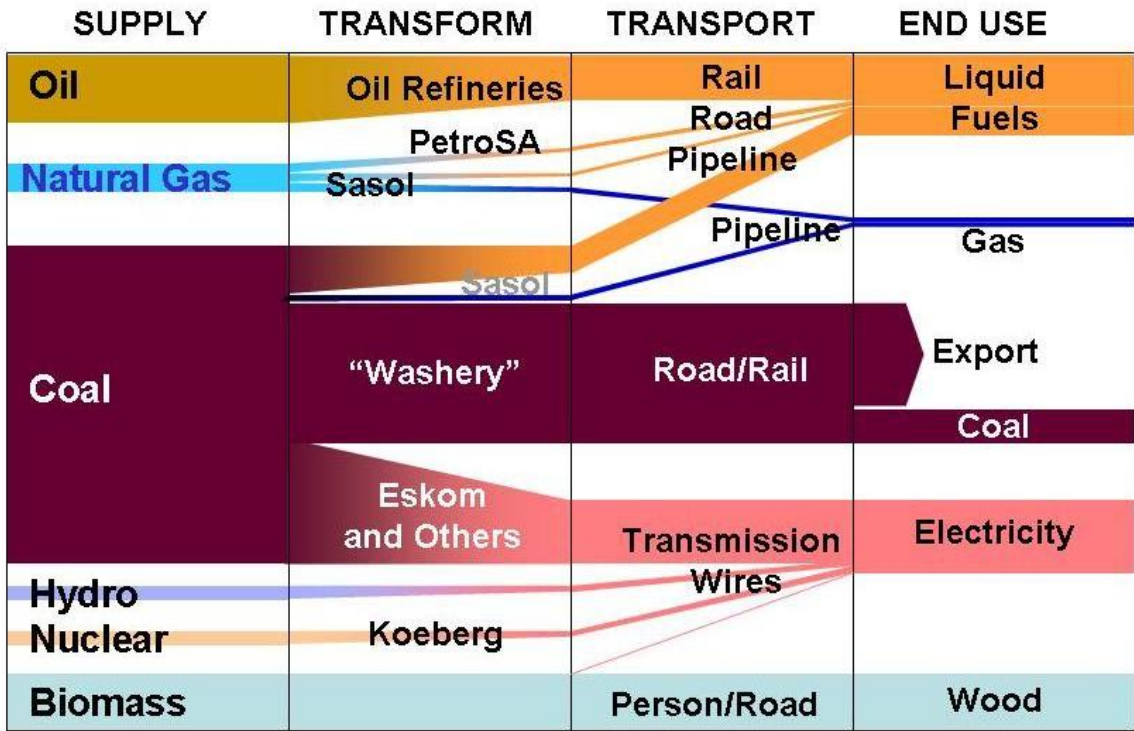 SUPPLY TRANSFORM TRANSPORT END USE
Oil
Oil Refineries
Rail
Liquid
Road
Fuels
PetroSA
Pipeline
Natural Gas
Sasol
Pipeline
Gas
Sasol
Coal
“Washery”
Road/Rail
Export
Coal
Eskom
and Others
Transmission
Wires
Electricity
Hydro
Nuclear
Koeberg
Biomass
Person/Road
Wood